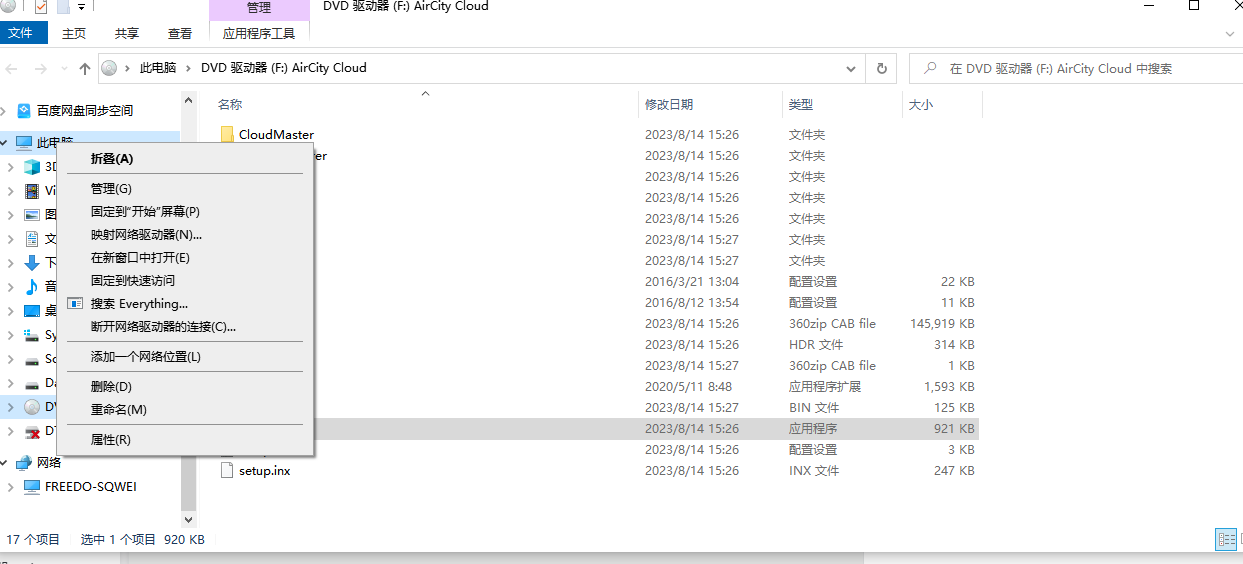 管理
DVD 驱动器 (F:) AirCity Cloud
文件 主页 共享 查看 应用程序工具
此电脑 DVD 驱动器 (F:) AirCity Cloud
在 DVD 驱动器 (F:) AirCity Cloud 中搜索
百度网盘同步空间
此电脑
3D
Vi
图
文
下
音
桌
Sy
So
Da
DV
DT
网络
FREEDO-SQWEI
折叠(A)
管理(G)
固定到"开始"屏幕(P)
映射网络驱动器(N)...
在新窗口中打开(E)
固定到快速访问
搜索 Everything...
断开网络驱动器的连接(C)...
添加一个网络位置(L)
删除(D)
重命名(M)
属性(R)
名称 修改日期 类型 大小
CloudMaster 2023/8/14 15:26 文件夹
er 2023/8/14 15:26 文件夹
2023/8/14 15:26 文件夹
2023/8/14 15:26 文件夹
2023/8/14 15:26 文件夹
2023/8/14 15:27 文件夹
2023/8/14 15:27 文件夹
2016/3/21 13:04 配置设置 22 KB
2016/8/12 13:54 配置设置 11 KB
2023/8/14 15:26 360zip CAB file 145,919 KB
2023/8/14 15:26 HDR 文件 314 KB
2023/8/14 15:27 360zip CAB file 1 KB
2020/5/11 8:48 应用程序扩展 1,593 KB
2023/8/14 15:27 BIN 文件 125 KB
2023/8/14 15:26 应用程序 921 KB
2023/8/14 15:26 配置设置 3 KB
setup.inx 2023/8/14 15:26 INX 文件 247 KB
17 个项目 选中 1 个项目 920 KB